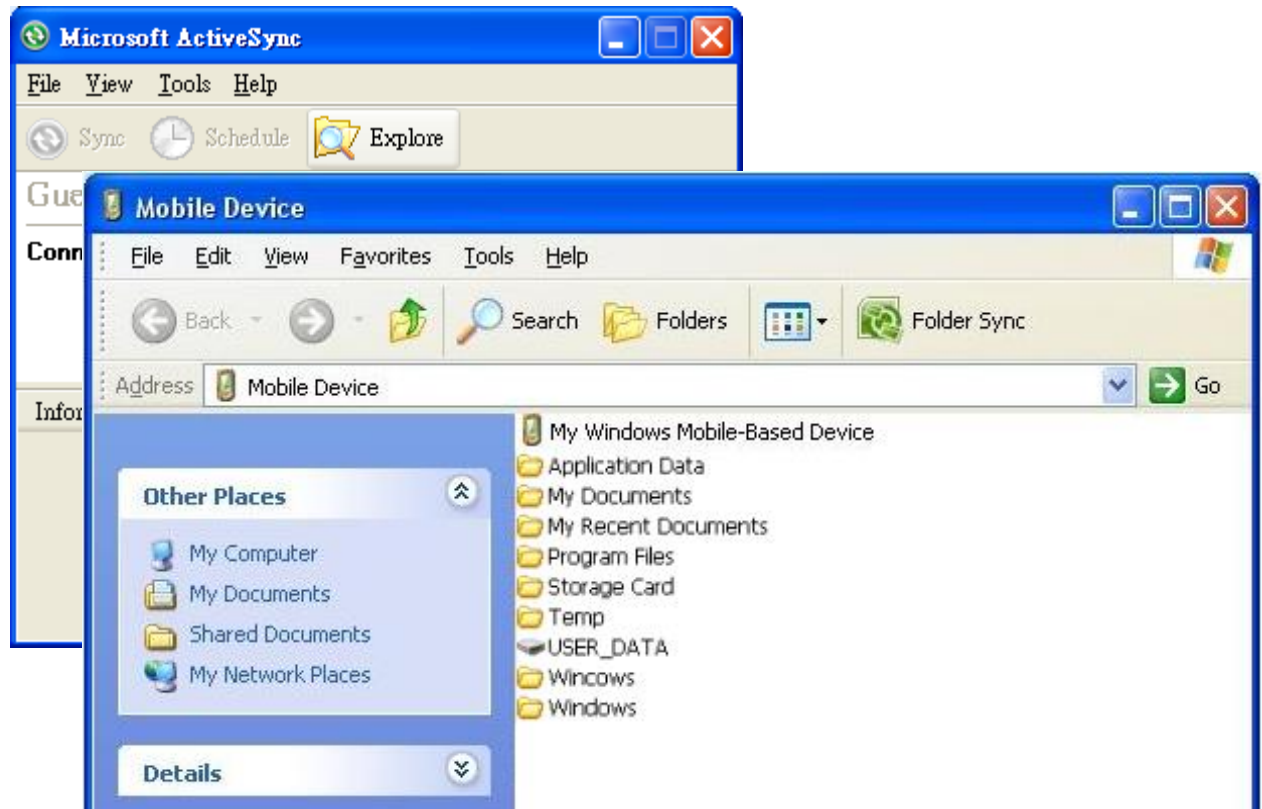 Microsoft ActiveSync
File View Tools Help
Sync Schedule Explore
Gue
Conn
Infor
Mobile Device
File Edit View Favorites Tools Help
Back Search Folders Folder Sync
Address Mobile Device Go
Other Places
My Computer
My Documents
Shared Documents
My Network Places
Details
My Windows Mobile-Based Device
Application Data
My Documents
My Recent Documents
Program Files
Storage Card
Temp
USER_DATA
Wincows
Windows